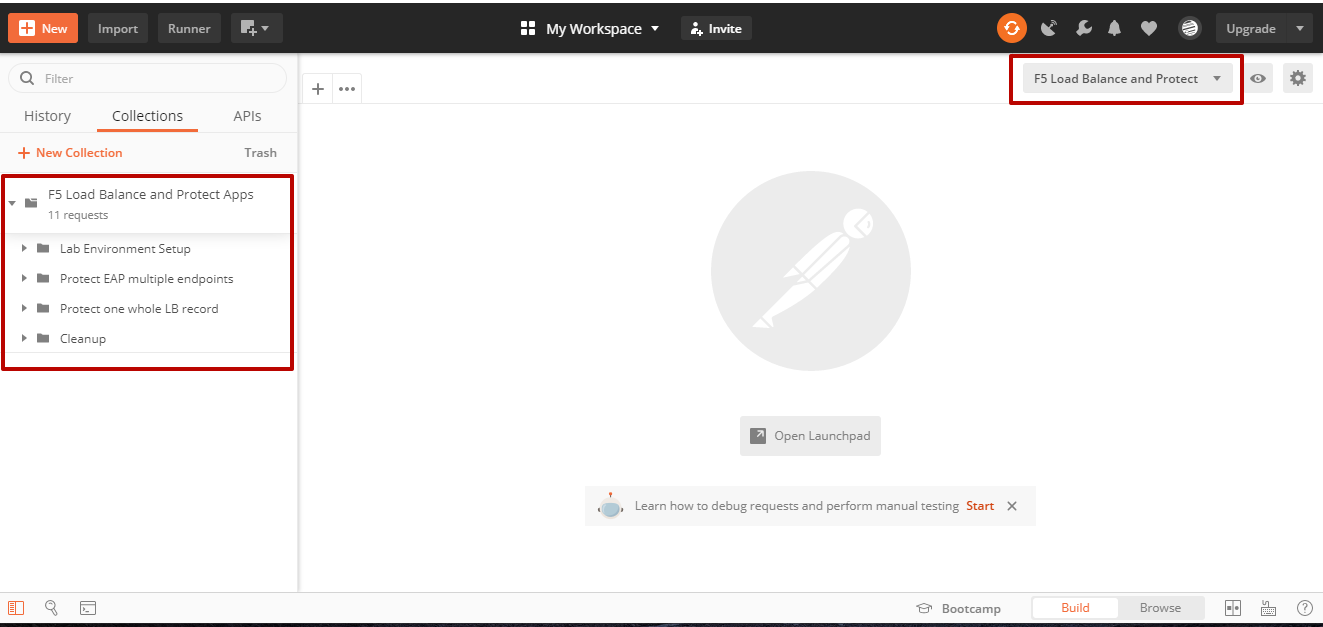 New
Import
Runner
My Workspace
Invite
Upgrade
Filter
F5 Load Balance and Protect
History
Collections
APIs
New Collection
Trash
F5 Load Balance and Protect Apps
11 requests
Lab Environment Setup
Protect EAP multiple endpoints
Protect one whole LB record
Cleanup
Open Launchpad
Learn how to debug requests and perform manual testing Start
Bootcamp
Build
Browse